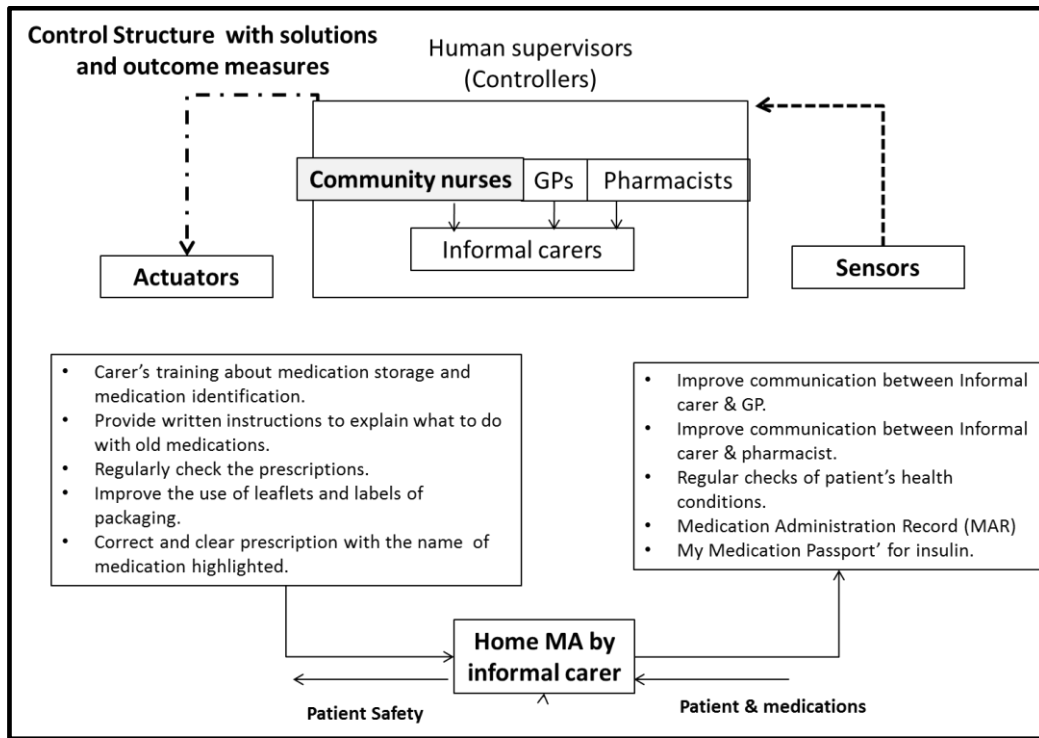 Control Structure with solutions
and outcome measures
Human supervisors
(Controllers)
Community nurses
GPs
Pharmacists
Informal carers
Actuators
Sensors
• Carer's training about medication storage and
medication identification.
• Provide written instructions to explain what to do
with old medications.
• Regularly check the prescriptions.
• Improve the use of leaflets and labels of
packaging.
• Correct and clear prescription with the name of
medication highlighted.
• Improve communication between Informal
carer & GP.
• Improve communication between Informal
carer & pharmacist.
• Regular checks of patient's health
conditions.
• Medication Administration Record (MAR)
• My Medication Passport' for insulin.
Home MA by
informal carer
Patient Safety
Patient & medications